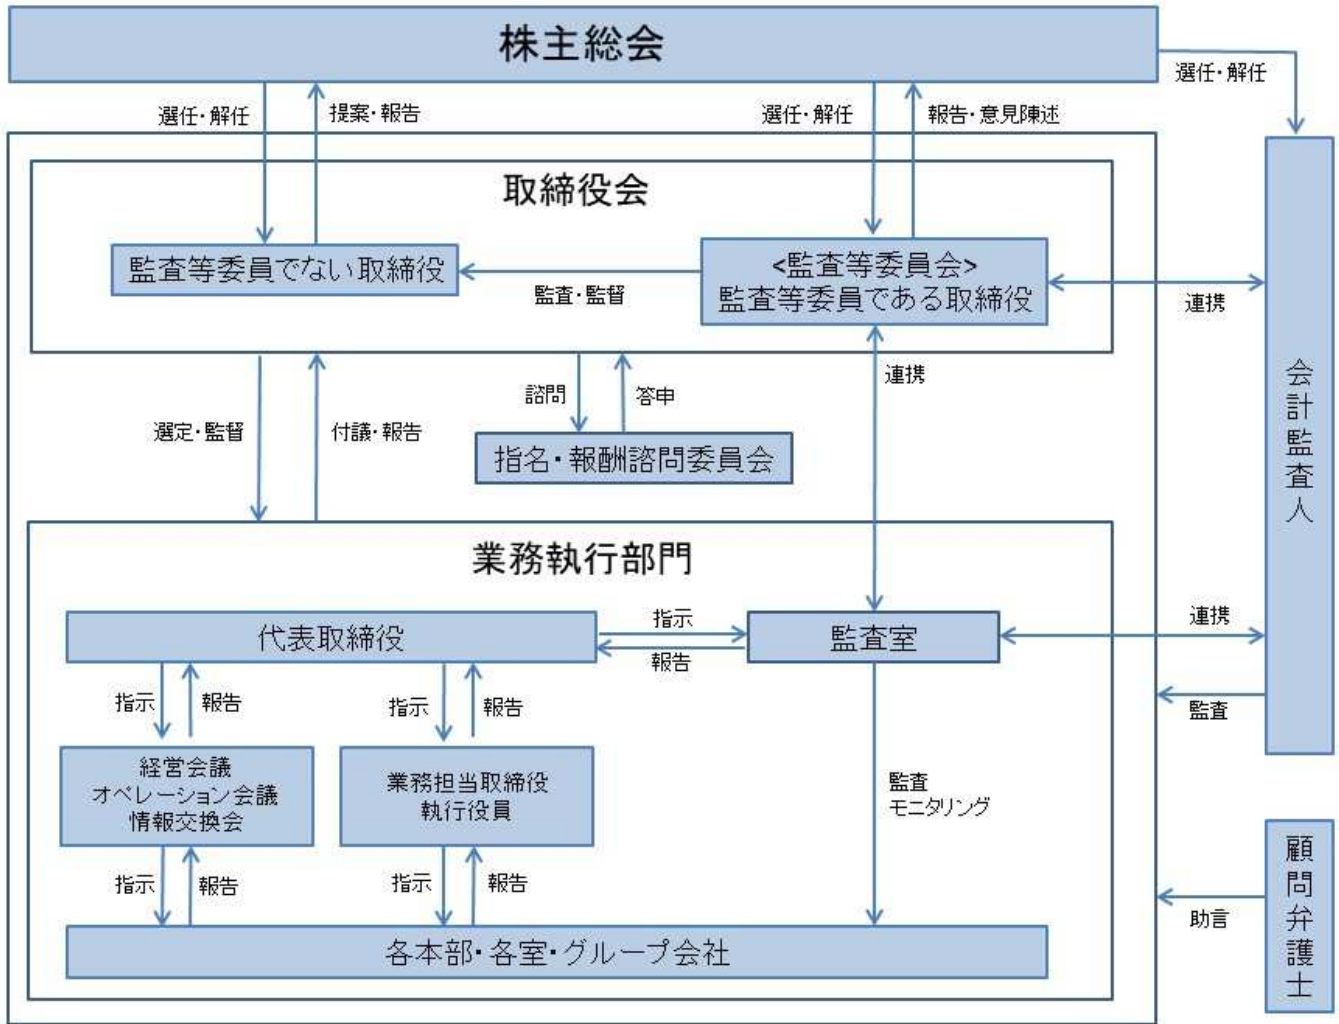 株主総会
選任・解任
選任・解任
提案・報告
選任・解任
報告・意見陳述
取締役会
監査等委員でない取締役
監査・監督
<監査等委員会>
監査等委員である取締役
連携
連携
諮問
答申
選定・監督
付議・報告
指名・報酬諮問委員会
会計監査人
業務執行部門
代表取締役
指示
報告
監査室
連携
監査
指示
報告
指示
報告
経営会議
オペレーション会議
情報交換会
業務担当取締役
執行役員
監査
モニタリング
指示
報告
指示
報告
各本部・各室・グループ会社
顧問弁護士
助言